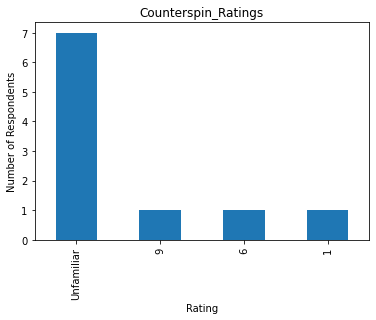 Counterspin_Ratings
Number of Respondents
7
6
5
4
3
2
1
0
Unfamiliar
9
6
1
Rating